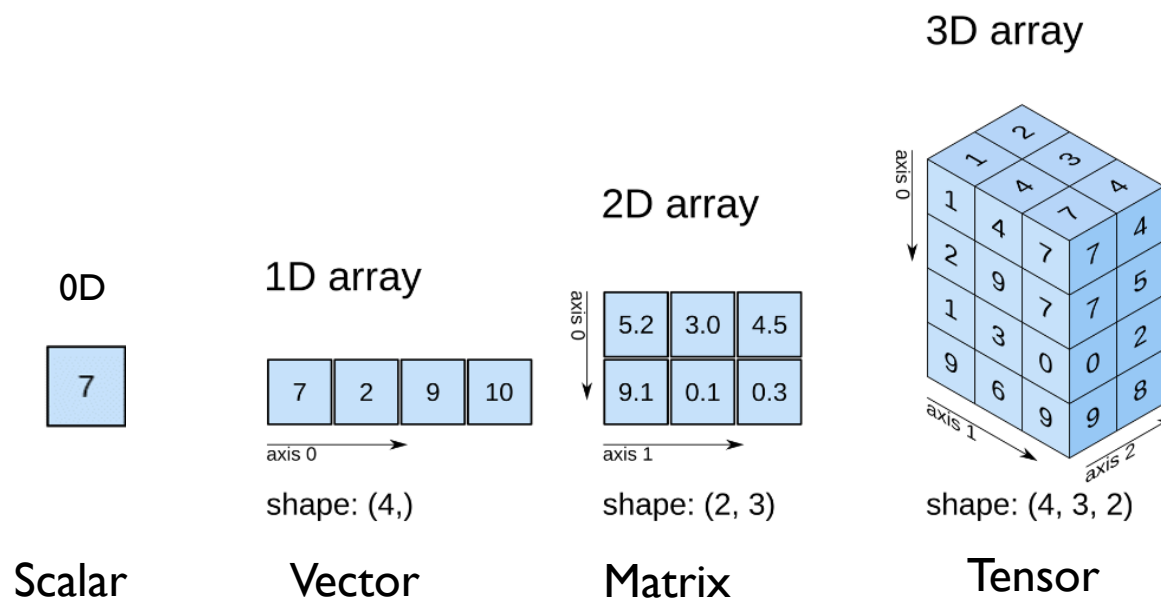 0D
7
Scalar
1D array
7 2 9 10
axis 0
shape: (4,)
Vector
2D array
axis 0
5.2 3.0 4.5
9.1 0.1 0.3
axis 1
shape: (2, 3)
Matrix
3D array
axis 0
2
1 3
4 4
7
1 4 7 7 4
2 9 7 7 5
1 3 0 0 2
9 6 9 9 8
axis 1
axis 2
shape: (4, 3, 2)
Tensor